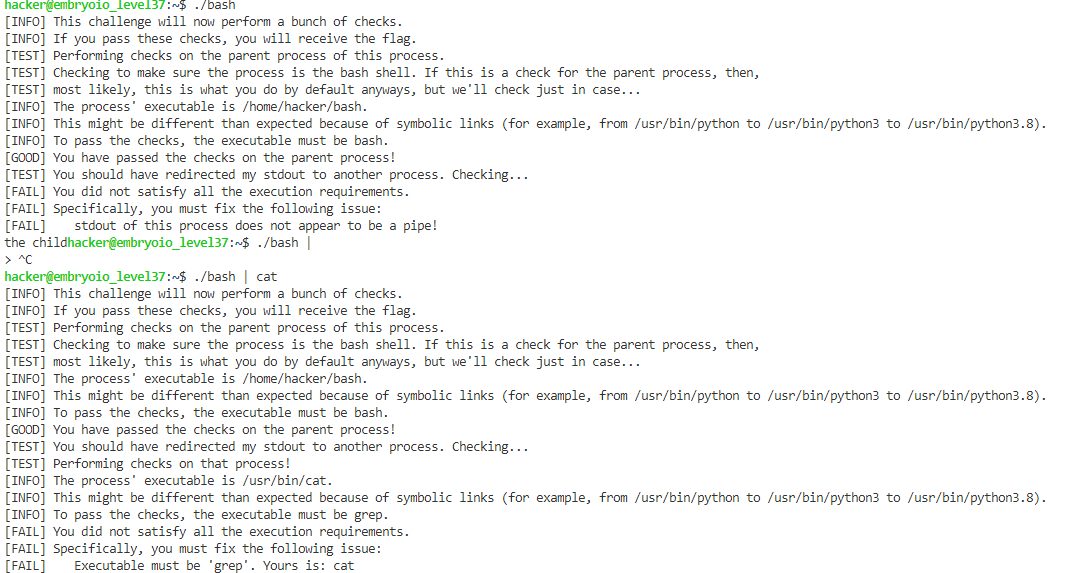 hacker@embryoio_level37:~$ ./bash
[INFO] This challenge will now perform a bunch of checks.
[INFO] If you pass these checks, you will receive the flag.
[TEST] Performing checks on the parent process of this process.
[TEST] Checking to make sure the process is the bash shell. If this is a check for the parent process, then,
[TEST] most likely, this is what you do by default anyways, but we'll check just in case...
[INFO] The process' executable is /home/hacker/bash.
[INFO] This might be different than expected because of symbolic links (for example, from /usr/bin/python to /usr/bin/python3 to /usr/bin/python3.8).
[INFO] To pass the checks, the executable must be bash.
[GOOD] You have passed the checks on the parent process!
[TEST] You should have redirected my stdout to another process. Checking...
[FAIL] You did not satisfy all the execution requirements.
[FAIL] Specifically, you must fix the following issue:
[FAIL]    stdout of this process does not appear to be a pipe!
the childhacker@embryoio_level37:~$ ./bash |
> ^C
hacker@embryoio_level37:~$ ./bash | cat
[INFO] This challenge will now perform a bunch of checks.
[INFO] If you pass these checks, you will receive the flag.
[TEST] Performing checks on the parent process of this process.
[TEST] Checking to make sure the process is the bash shell. If this is a check for the parent process, then,
[TEST] most likely, this is what you do by default anyways, but we'll check just in case...
[INFO] The process' executable is /home/hacker/bash.
[INFO] This might be different than expected because of symbolic links (for example, from /usr/bin/python to /usr/bin/python3 to /usr/bin/python3.8).
[INFO] To pass the checks, the executable must be bash.
[GOOD] You have passed the checks on the parent process!
[TEST] You should have redirected my stdout to another process. Checking...
[TEST] Performing checks on that process!
[INFO] The process' executable is /usr/bin/cat.
[INFO] This might be different than expected because of symbolic links (for example, from /usr/bin/python to /usr/bin/python3 to /usr/bin/python3.8).
[INFO] To pass the checks, the executable must be grep.
[FAIL] You did not satisfy all the execution requirements.
[FAIL] Specifically, you must fix the following issue:
[FAIL]    Executable must be 'grep'. Yours is: cat